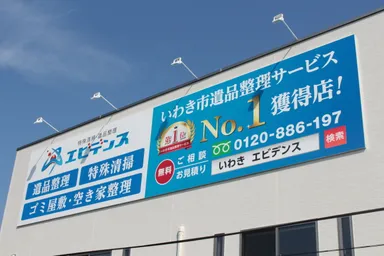 特殊清掃・遺品整理
エビデンス
遺品整理
特殊清掃
ゴミ屋敷・空き家整理
いわき市遺品整理サービス
No.1 獲得店!
第1位
無料
ご相談
お見積り
0120-886-197
いわき エビデンス
検索